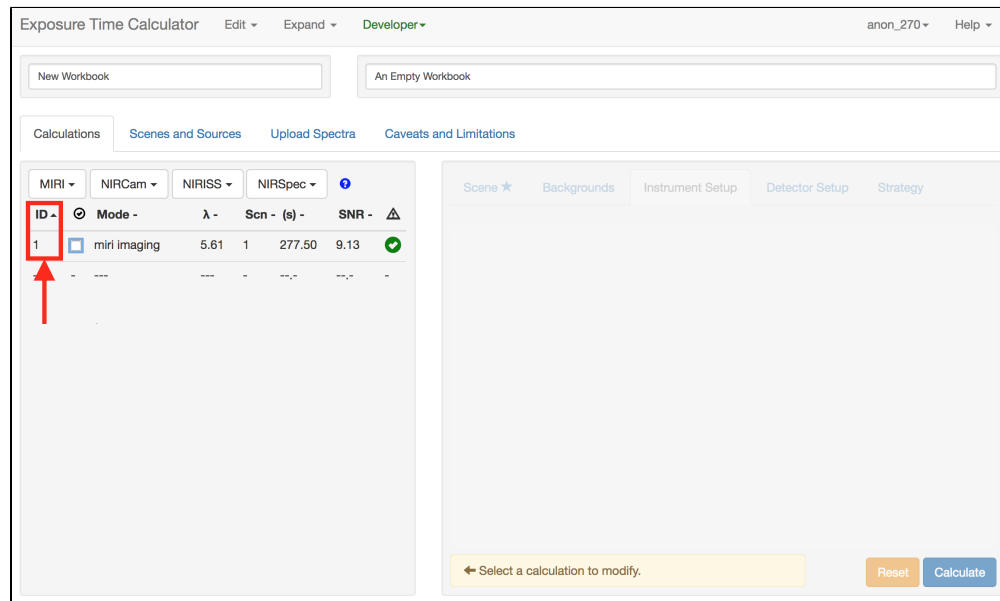 Exposure Time Calculator Edit Expand Developer anon_270 Help
New Workbook An Empty Workbook
Calculations Scenes and Sources Upload Spectra Caveats and Limitations
MIRI NIRCam NIRISS NIRSpec ?
Scene ★ Backgrounds Instrument Setup Detector Setup Strategy
ID Mode - λ - Scn - (s) - SNR -
1 miri imaging 5.61 1 277.50 9.13
- - --- --- - --.- --.- -
Select a calculation to modify. Reset Calculate